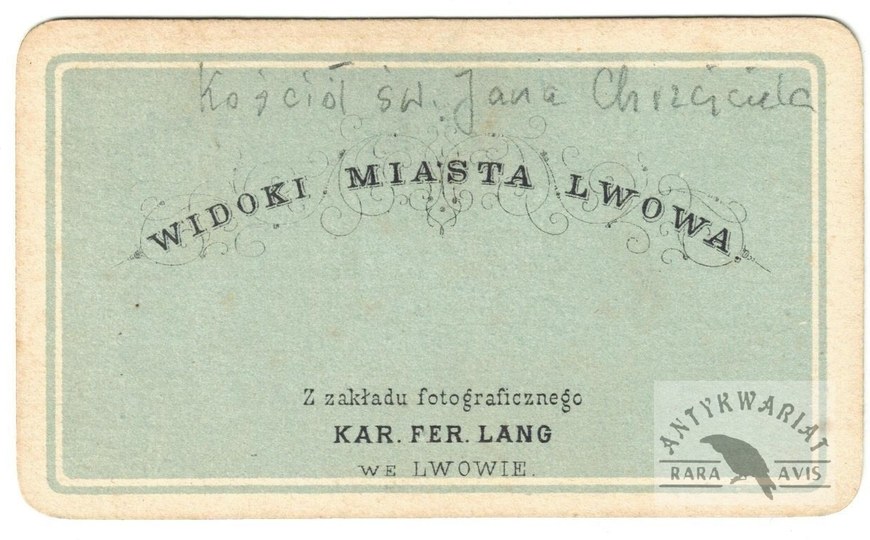 Kościół św. Jana Chrzciciela
WIDOKI MIASTA LWOWA.
Z zakładu fotograficznego
KAR. FER. LANG
WE LWOWIE.
ANTYKWARIAT
RARA AVIS